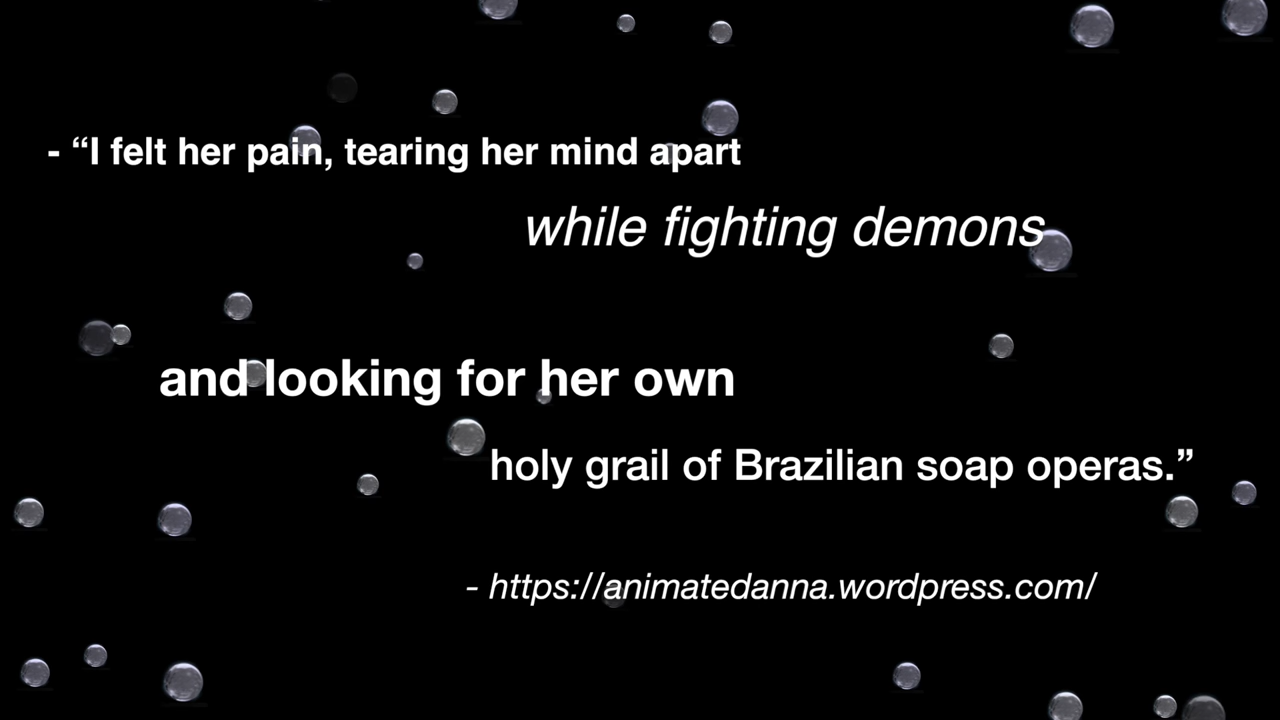 - “I felt her pain, tearing her mind apart
while fighting demons
and looking for her own
holy grail of Brazilian soap operas.”
- https://animatedanna.wordpress.com/